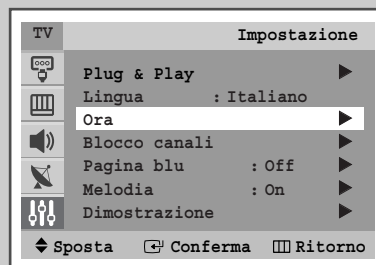 TV Impostazione
Plug & Play
Lingua : Italiano
Ora
Blocco canali
Pagina blu : Off
Melodia : On
Dimostrazione
Sposta Conferma Ritorno